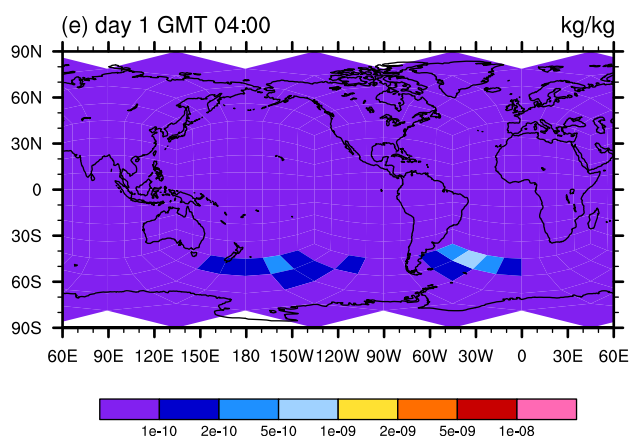 (e) day 1 GMT 04:00 kg/kg
90N
60N
30N
0
30S
60S
90S
60E 90E 120E 150E 180 150W 120W 90W 60W 30W 0 30E 60E
1e-10 2e-10 5e-10 1e-09 2e-09 5e-09 1e-08